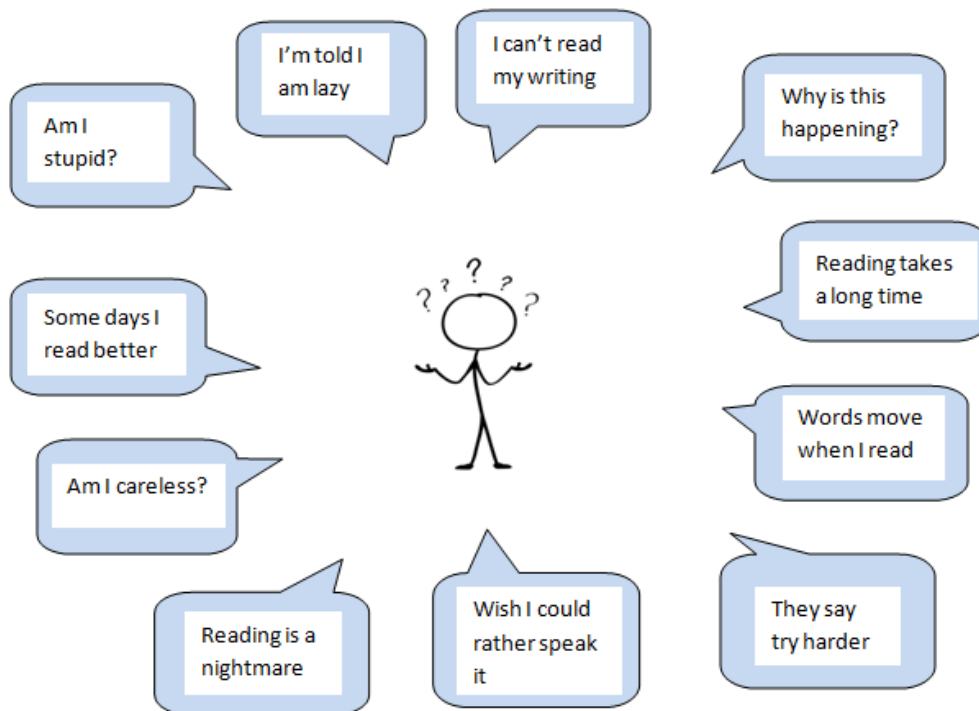 I'm told I
am lazy
I can't read
my writing
Why is this
happening?
Am I
stupid?
Reading takes
a long time
Some days I
read better
? ? ? ? ?
Words move
when I read
Am I careless?
Reading is a
nightmare
Wish I could
rather speak
it
They say
try harder